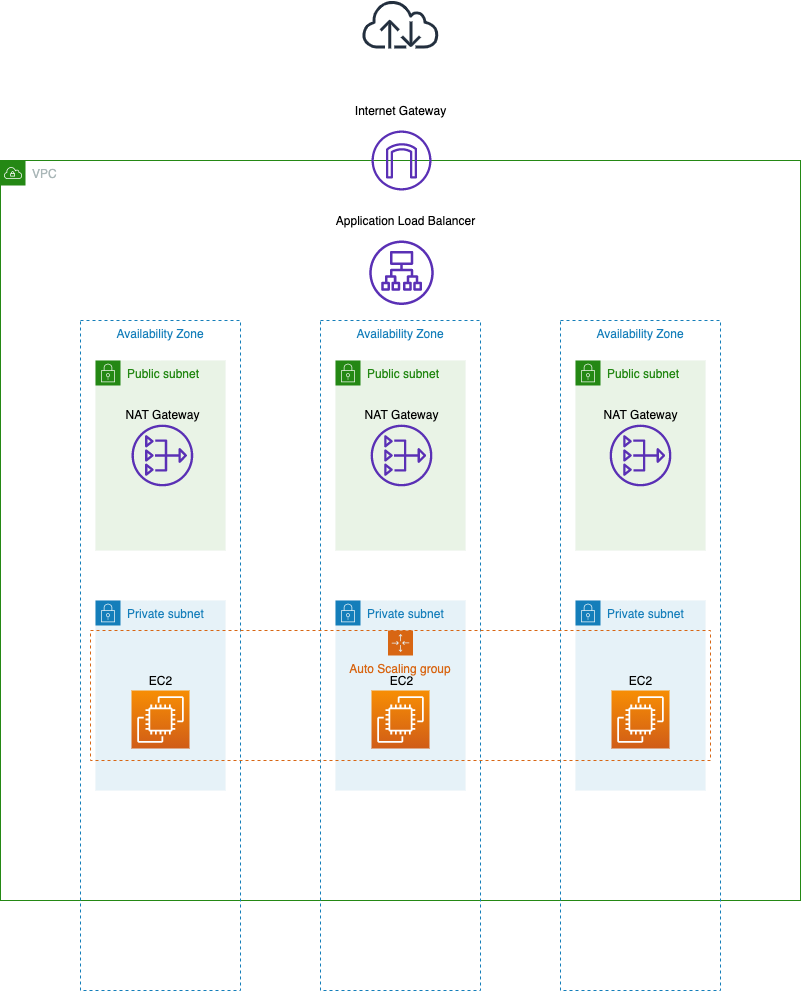 Internet Gateway
VPC
Application Load Balancer
Availability Zone
Availability Zone
Availability Zone
Public subnet
Public subnet
Public subnet
NAT Gateway
NAT Gateway
NAT Gateway
Private subnet
Private subnet
Private subnet
Auto Scaling group
EC2
EC2
EC2